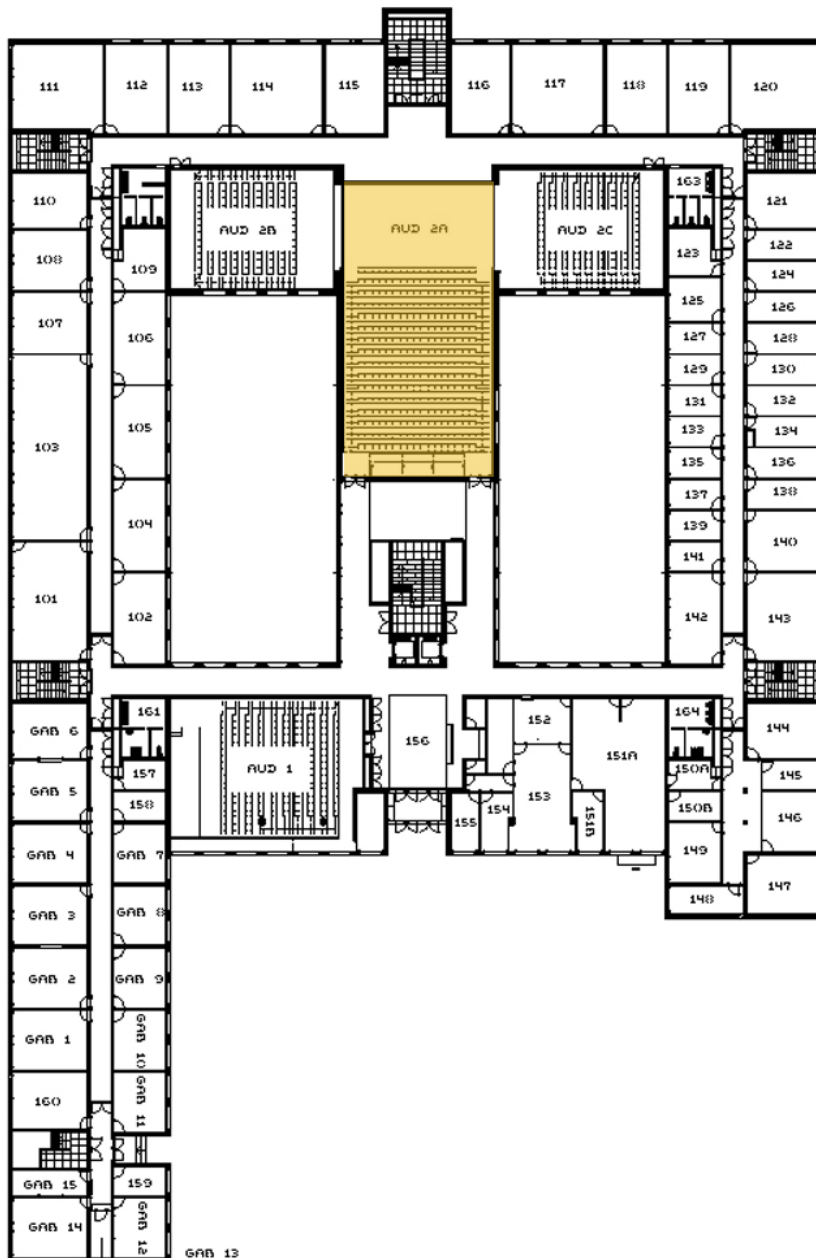 111 112 113 114 115 116 117 118 119 120
110 163 121
AUD 2B AUD 2A AUD 2C
108 109 123 122
124
107 106 125 126
127 128
129 130
103 105 131 132
133 134
135 136
104 137 138
139 140
101 102 141
142 143
GAB 6 161 156 152 164 144
151A
GAB 5 157 AUD 1 150A 145
158 155 154 153 151B 150B 146
GAB 4 GAB 7 149
GAB 3 GAB 8 148 147
GAB 2 GAB 9
GAB 1 GAB 10
160 GAB 11
GAB 15 159
GAB 14 GAB 12 GAB 13